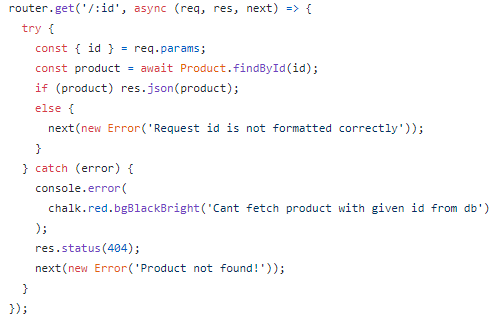 router.get('/:id', async (req, res, next) => {
  try {
    const { id } = req.params;
    const product = await Product.findById(id);
    if (product) res.json(product);
    else {
      next(new Error('Request id is not formatted correctly'));
    }
  } catch (error) {
    console.error(
      chalk.red.bgBlackBright('Cant fetch product with given id from db')
    );
    res.status(404);
    next(new Error('Product not found!'));
  }
});